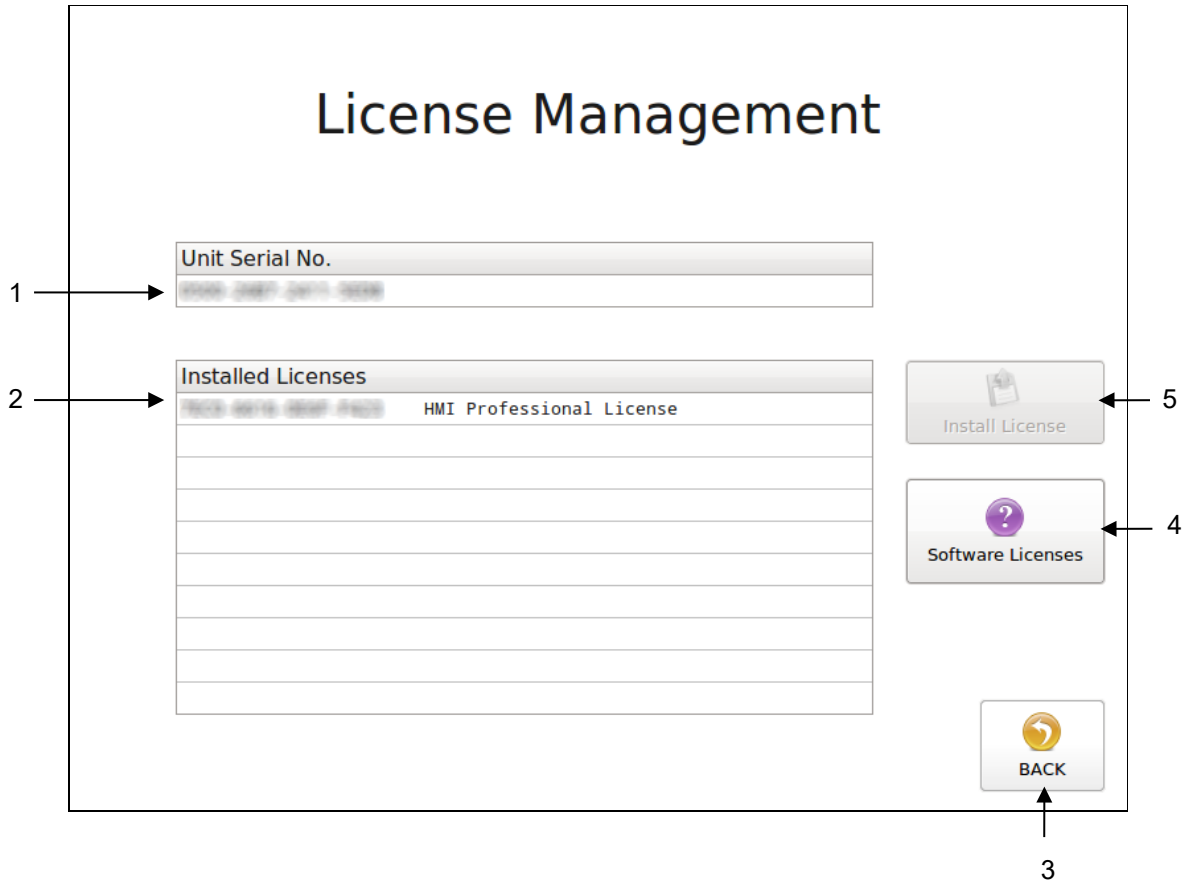 License Management
Unit Serial No.
1
Installed Licenses
2
HMI Professional License
Install License
5
Software Licenses
4
BACK
3